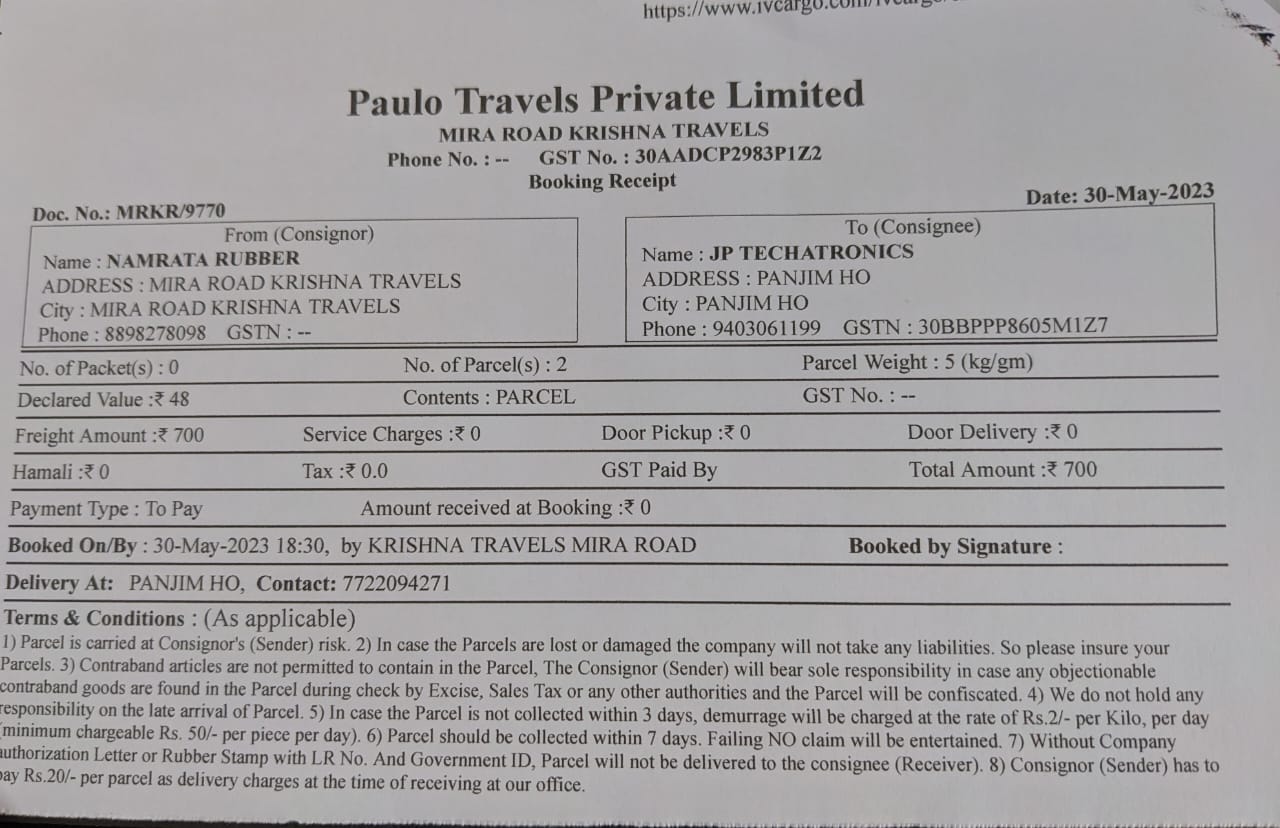 https://www.ivcargo.com/ivcargo
Paulo Travels Private Limited
MIRA ROAD KRISHNA TRAVELS
Phone No. : -- GST No. : 30AADCP2983P1Z2
Booking Receipt
Doc. No.: MRKR/9770 Date: 30-May-2023
From (Consignor)
Name : NAMRATA RUBBER
ADDRESS : MIRA ROAD KRISHNA TRAVELS
City : MIRA ROAD KRISHNA TRAVELS
Phone : 8898278098 GSTN : --
To (Consignee)
Name : JP TECHATRONICS
ADDRESS : PANJIM HO
City : PANJIM HO
Phone : 9403061199 GSTN : 30BBPPP8605M1Z7
No. of Packet(s) : 0 No. of Parcel(s) : 2 Parcel Weight : 5 (kg/gm)
Declared Value :₹ 48 Contents : PARCEL GST No. : --
Freight Amount :₹ 700 Service Charges :₹ 0 Door Pickup :₹ 0 Door Delivery :₹ 0
Hamali :₹ 0 Tax :₹ 0.0 GST Paid By Total Amount :₹ 700
Payment Type : To Pay Amount received at Booking :₹ 0
Booked On/By : 30-May-2023 18:30, by KRISHNA TRAVELS MIRA ROAD Booked by Signature :
Delivery At: PANJIM HO, Contact: 7722094271
Terms & Conditions : (As applicable)
1) Parcel is carried at Consignor's (Sender) risk. 2) In case the Parcels are lost or damaged the company will not take any liabilities. So please insure your
Parcels. 3) Contraband articles are not permitted to contain in the Parcel, The Consignor (Sender) will bear sole responsibility in case any objectionable
contraband goods are found in the Parcel during check by Excise, Sales Tax or any other authorities and the Parcel will be confiscated. 4) We do not hold any
responsibility on the late arrival of Parcel. 5) In case the Parcel is not collected within 3 days, demurrage will be charged at the rate of Rs.2/- per Kilo, per day
(minimum chargeable Rs. 50/- per piece per day). 6) Parcel should be collected within 7 days. Failing NO claim will be entertained. 7) Without Company
authorization Letter or Rubber Stamp with LR No. And Government ID, Parcel will not be delivered to the consignee (Receiver). 8) Consignor (Sender) has to
pay Rs.20/- per parcel as delivery charges at the time of receiving at our office.